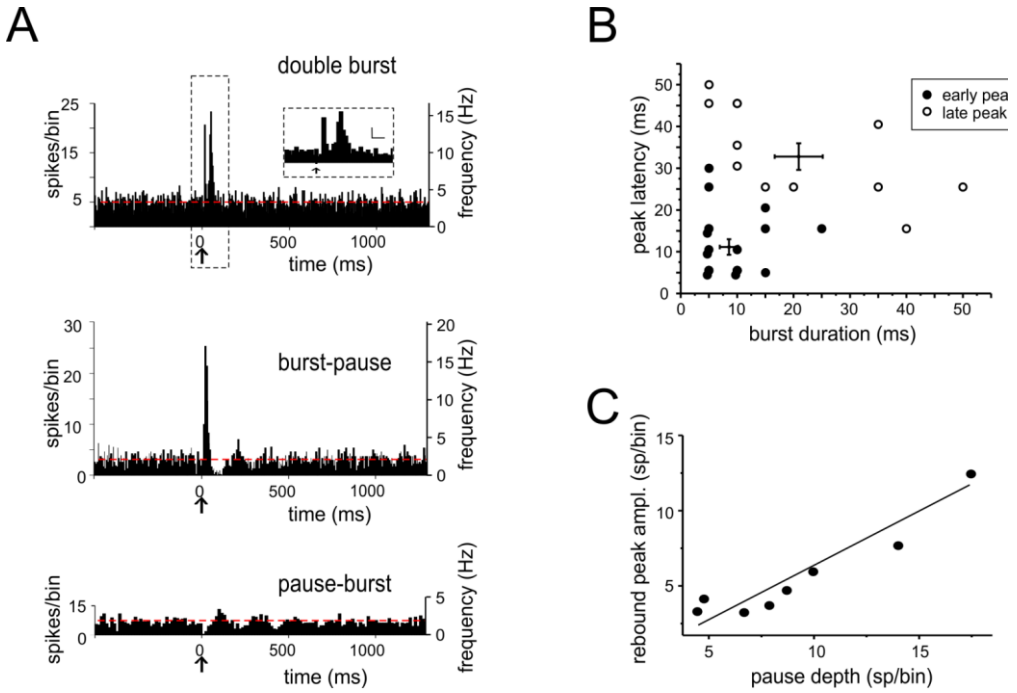 A
double burst
25
15
5
spikes/bin
15
10
5
0
frequency (Hz)
0
500
1000
time (ms)
burst-pause
30
20
10
0
spikes/bin
20
15
10
5
0
frequency (Hz)
0
500
1000
time (ms)
pause-burst
15
0
spikes/bin
5
0
frequency (Hz)
0
500
1000
time (ms)
B
50
40
30
20
10
0
peak latency (ms)
early pea
late peak
0
5
10
20
30
40
50
burst duration (ms)
C
15
10
5
rebound peak ampl. (sp/bin)
5
10
15
pause depth (sp/bin)